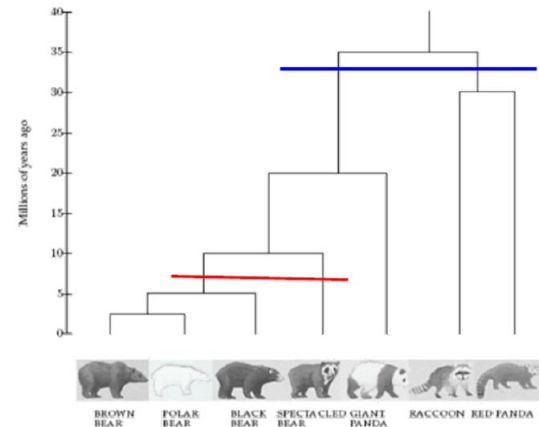 40
35
30
25
20
15
10
5
0
Millions of years ago
BROWN BEAR
POLAR BEAR
BLACK BEAR
SPECTACLED BEAR
GIANT PANDA
RACCOON
RED PANDA